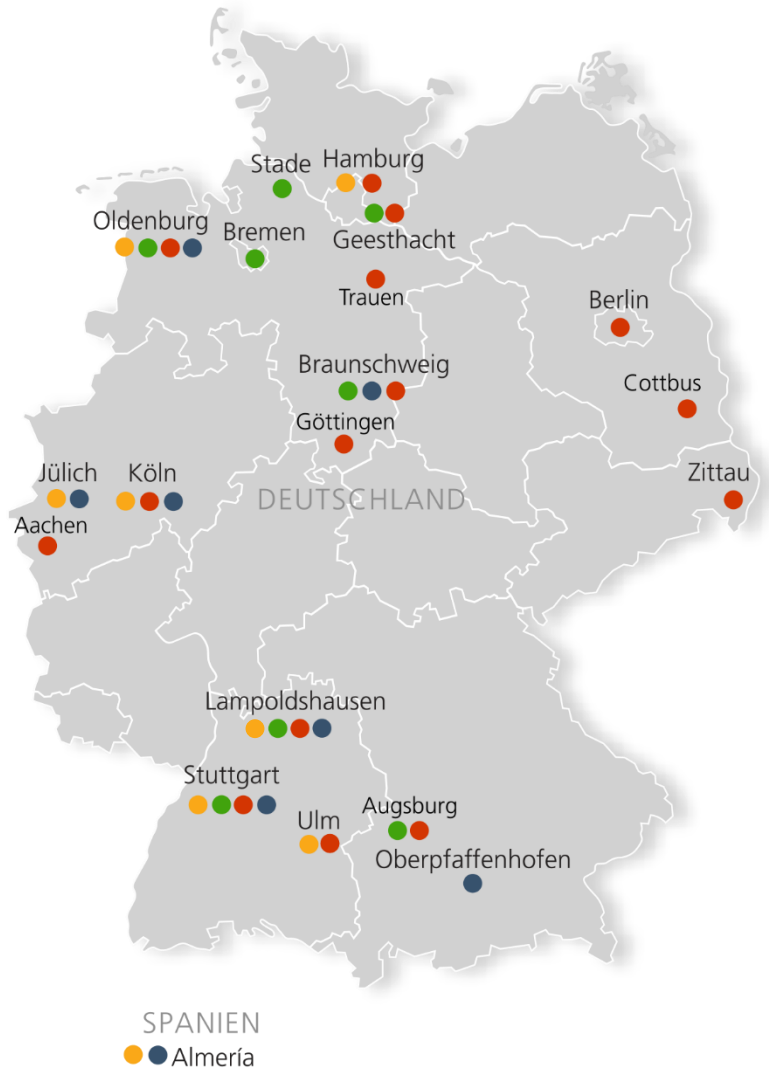 Stade
Hamburg
Oldenburg
Bremen
Geesthacht
Trauen
Berlin
Braunschweig
Cottbus
Göttingen
Jülich
Köln
DEUTSCHLAND
Zittau
Aachen
Lampoldshausen
Stuttgart
Augsburg
Ulm
Oberpfaffenhofen
SPANIEN
Almería